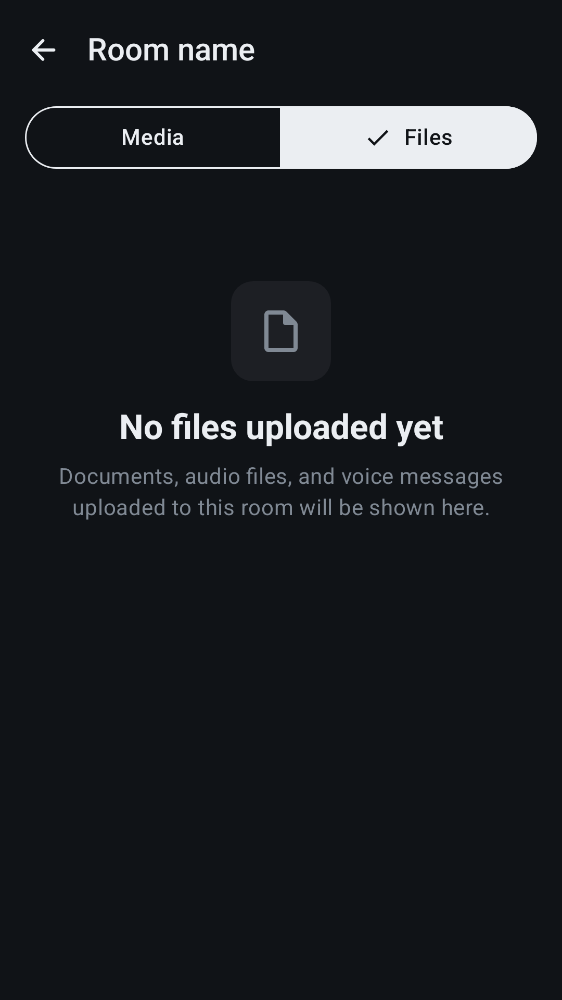 Room name
Media
Files
No files uploaded yet
Documents, audio files, and voice messages
uploaded to this room will be shown here.